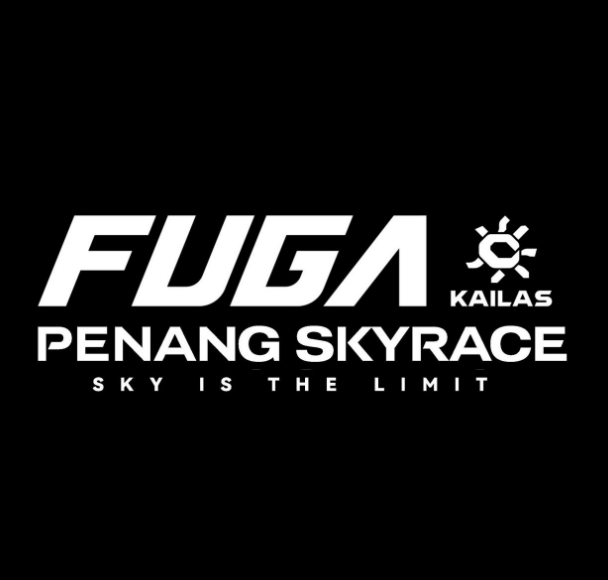 FUGA
KAILAS
PENANG SKYRACE
SKY IS THE LIMIT